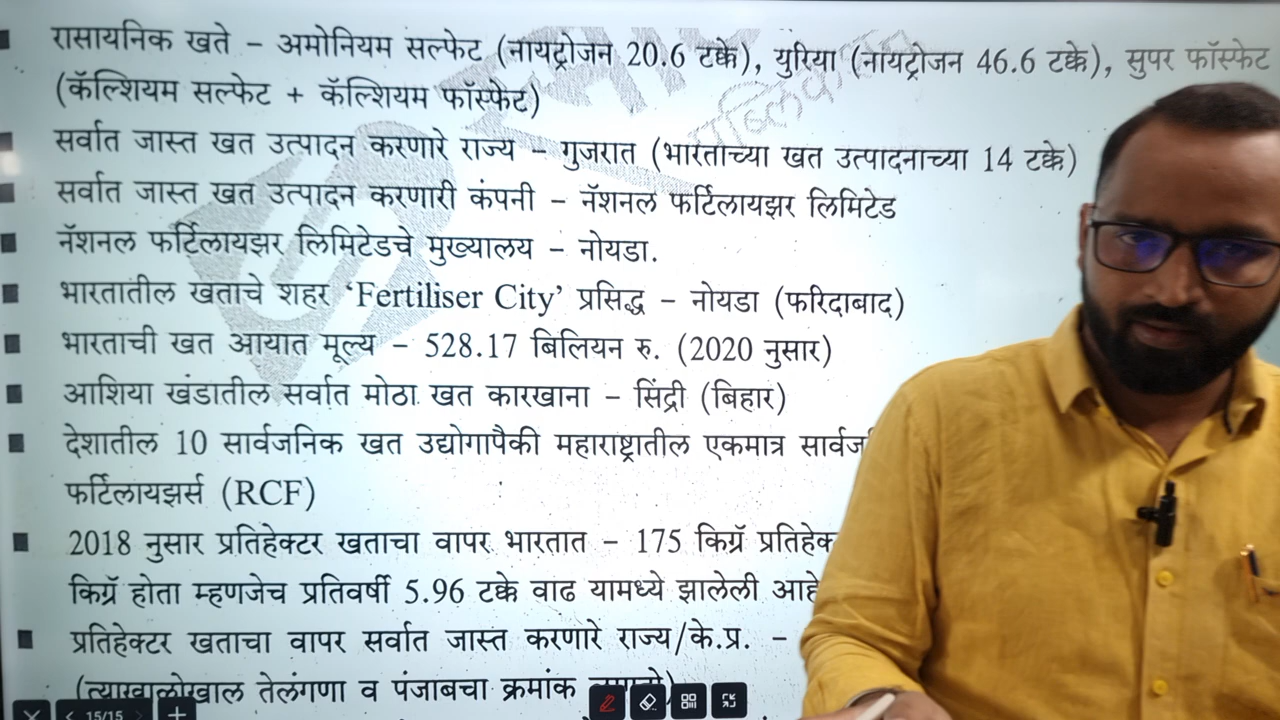 रासायनिक खते – अमोनियम सल्फेट (नायट्रोजन 20.6 टक्के), युरिया (नायट्रोजन 46.6 टक्के), सुपर फॉस्फेट
(कॅल्शियम सल्फेट + कॅल्शियम फॉस्फेट)
सर्वात जास्त खत उत्पादन करणारे राज्य – गुजरात (भारताच्या खत उत्पादनाच्या 14 टक्के)
सर्वात जास्त खत उत्पादन करणारी कंपनी – नॅशनल फर्टिलायझर लिमिटेड
नॅशनल फर्टिलायझर लिमिटेडचे मुख्यालय – नोयडा.
भारतातील खताचे शहर ‘Fertiliser City’ प्रसिद्ध – नोयडा (फरिदाबाद)
भारताची खत आयात मूल्य – 528.17 बिलियन रु. (2020 नुसार)
आशिया खंडातील सर्वात मोठा खत कारखाना – सिंद्री (बिहार)
देशातील 10 सार्वजनिक खत उद्योगापैकी महाराष्ट्रातील एकमात्र
फर्टिलायझर्स (RCF)
2018 नुसार प्रतिहेक्टर खताचा वापर भारतात – 175 किग्रॅ
किग्रॅ होता म्हणजेच प्रतिवर्षी 5.96 टक्के वाढ यामध्ये झालेली आहे
प्रतिहेक्टर खताचा वापर सर्वात जास्त करणारे राज्य/के.प्र. –
(त्याखालोखाल तेलंगणा व पंजाबचा क्रमांक
15/15